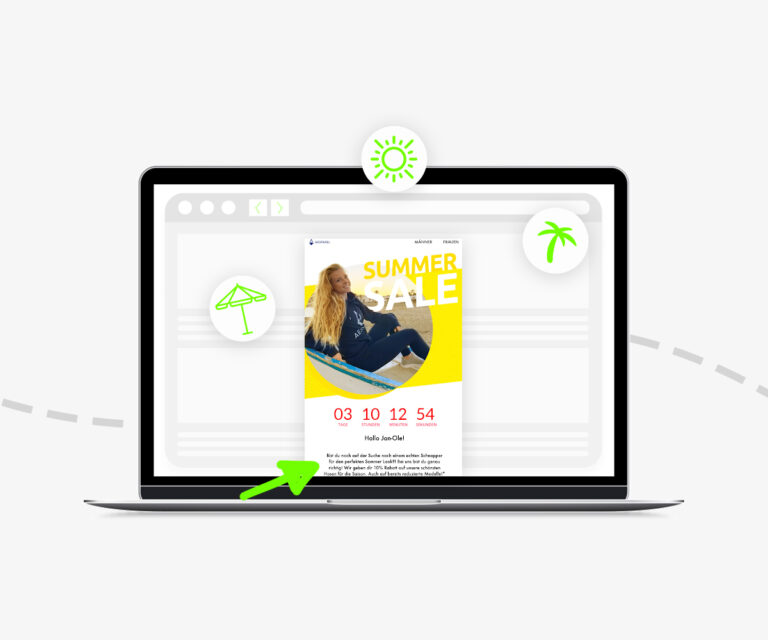 MÄNNER FRAUEN
SUMMER
SALE
03 10 12 54
TAGE STUNDEN MINUTEN SEKUNDEN
Hallo Jan-Ole!
Bist du noch auf der Suche noch einem echten Schnapper
für den perfekten Sommer Look? Bei uns bist du genau
richtig! Wir geben dir 10% Rabatt auf unsere schönsten
Hosen für die Saison. Auch auf bereits reduzierte Modelle!*